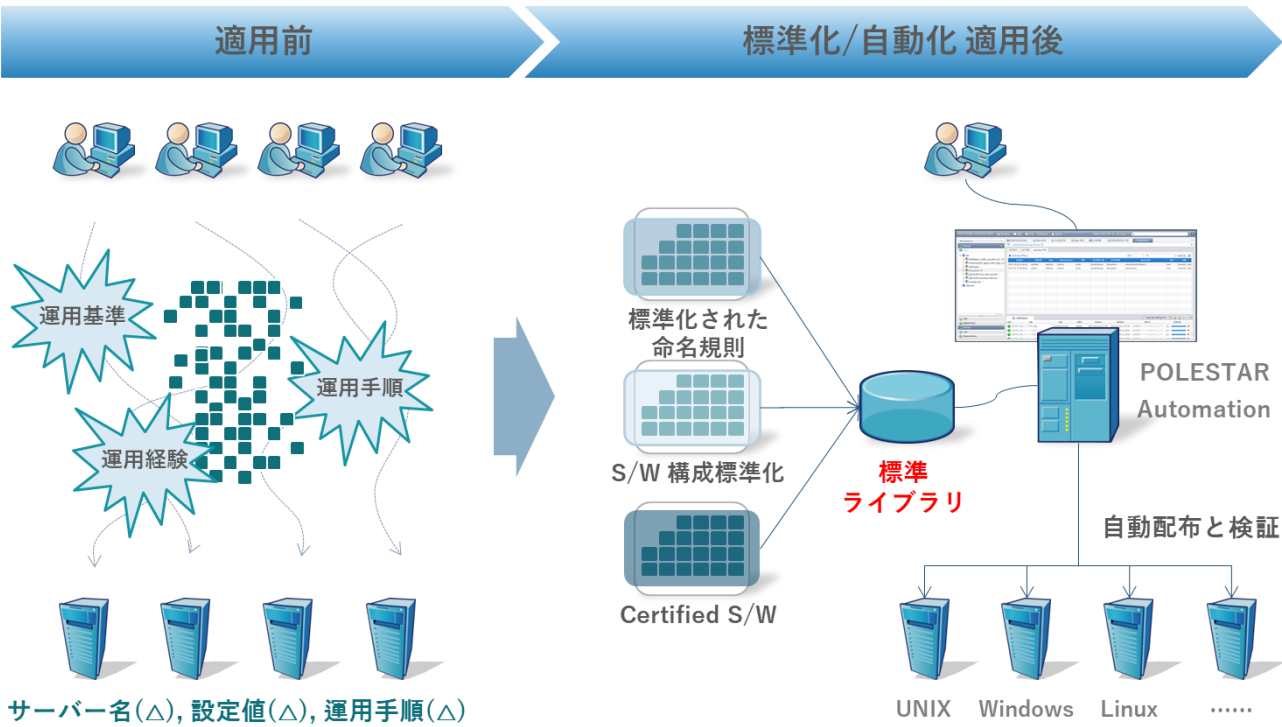 適用前
標準化/自動化 適用後
運用基準
運用手順
運用経験
サーバー名(△), 設定値(△), 運用手順(△)
標準化された
命名規則
S/W 構成標準化
Certified S/W
標準
ライブラリ
POLESTAR
Automation
自動配布と検証
UNIX
Windows
Linux
……